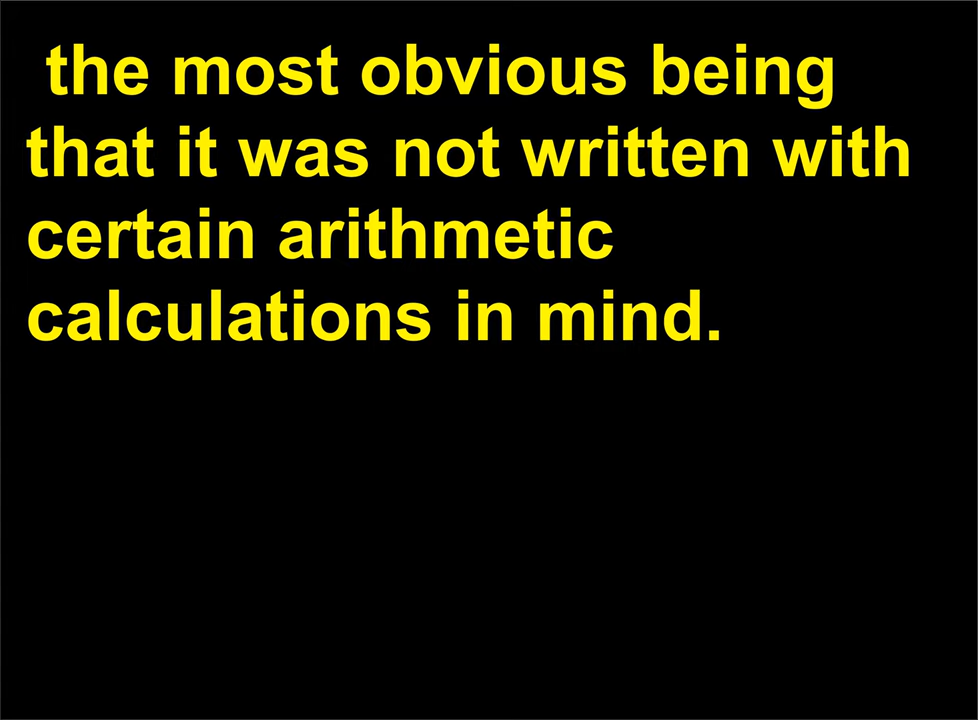 the most obvious being
that it was not written with
certain arithmetic
calculations in mind.